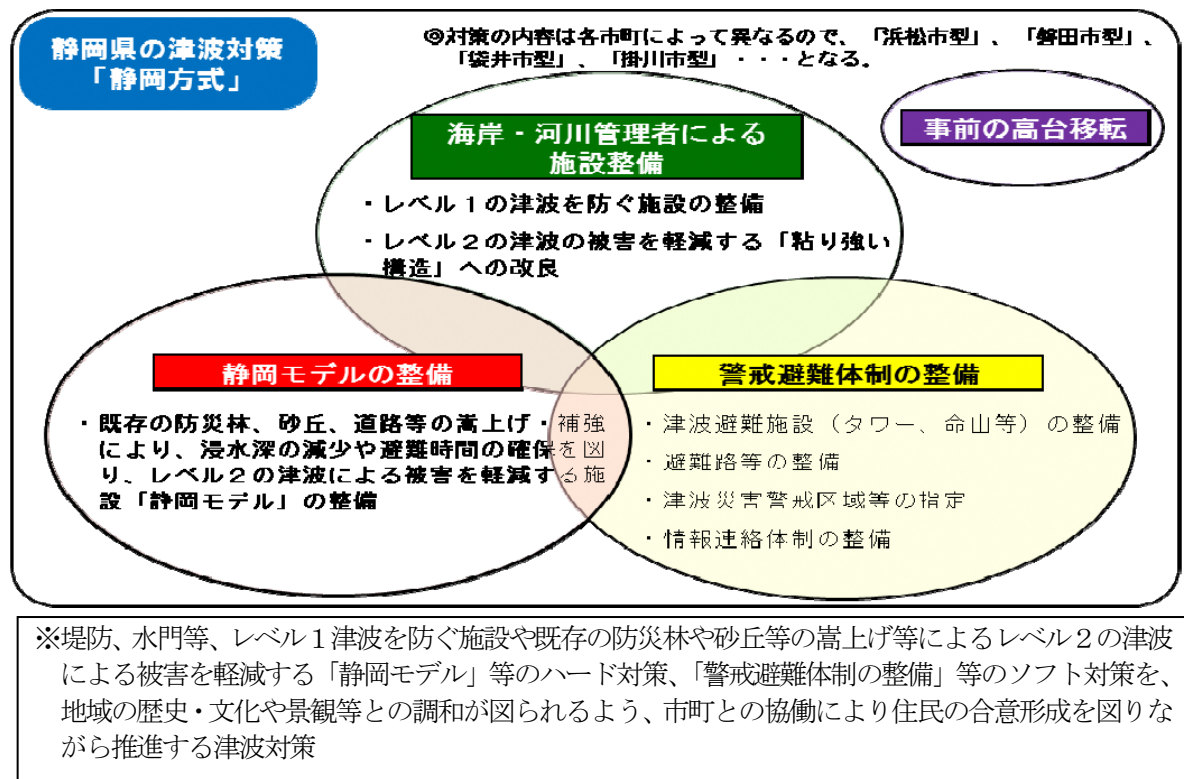 静岡県の津波対策
「静岡方式」
◎対策の内容は各市町によって異なるので、「浜松市型」、「磐田市型」、
「袋井市型」、「掛川市型」・・・となる。
事前の高台移転
海岸・河川管理者による
施設整備
・レベル１の津波を防ぐ施設の整備
・レベル２の津波の被害を軽減する「粘り強い
構造」への改良
静岡モデルの整備
・既存の防災林、砂丘、道路等の嵩上げ・補強
により、浸水深の減少や避難時間の確保を図
り、レベル２の津波による被害を軽減する施
設「静岡モデル」の整備
警戒避難体制の整備
・津波避難施設（タワー、命山等）の整備
・避難路等の整備
・津波災害警戒区域等の指定
・情報連絡体制の整備
※堤防、水門等、レベル１津波を防ぐ施設や既存の防災林や砂丘等の嵩上げ等によるレベル２の津波
による被害を軽減する「静岡モデル」等のハード対策、「警戒避難体制の整備」等のソフト対策を、
地域の歴史・文化や景観等との調和が図られるよう、市町との協働により住民の合意形成を図りな
がら推進する津波対策